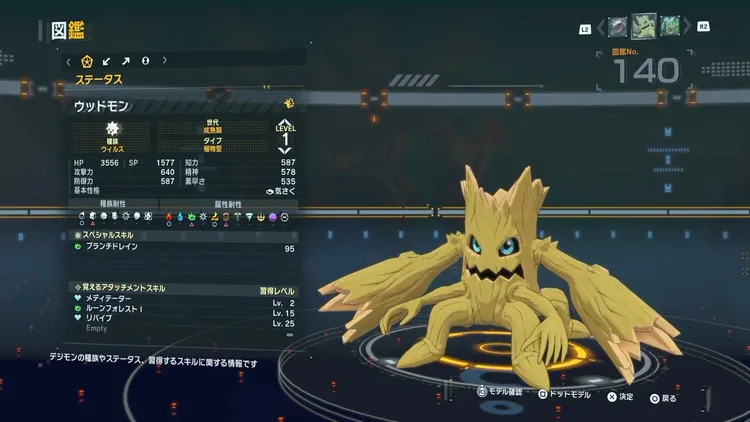 図鑑
L2
R2
図鑑No.
140
ステータス
ウッドモン
種族
ウィルス
世代
成熟期
タイプ
植物型
LEVEL
1
HP 3556 SP 1577 知力 587
攻撃力 640 精神 578
防御力 587 素早さ 535
基本性格 気さく
種族耐性 属性耐性
スペシャルスキル
ブランチドレイン 95
覚えるアタッチメントスキル 習得レベル
メディテーター Lv. 2
ルーンフォレストⅠ Lv. 15
リバイブ Lv. 25
Empty
デジモンの種族やステータス、習得するスキルに関する情報です
R3 モデル確認 ドットモデル 決定 戻る